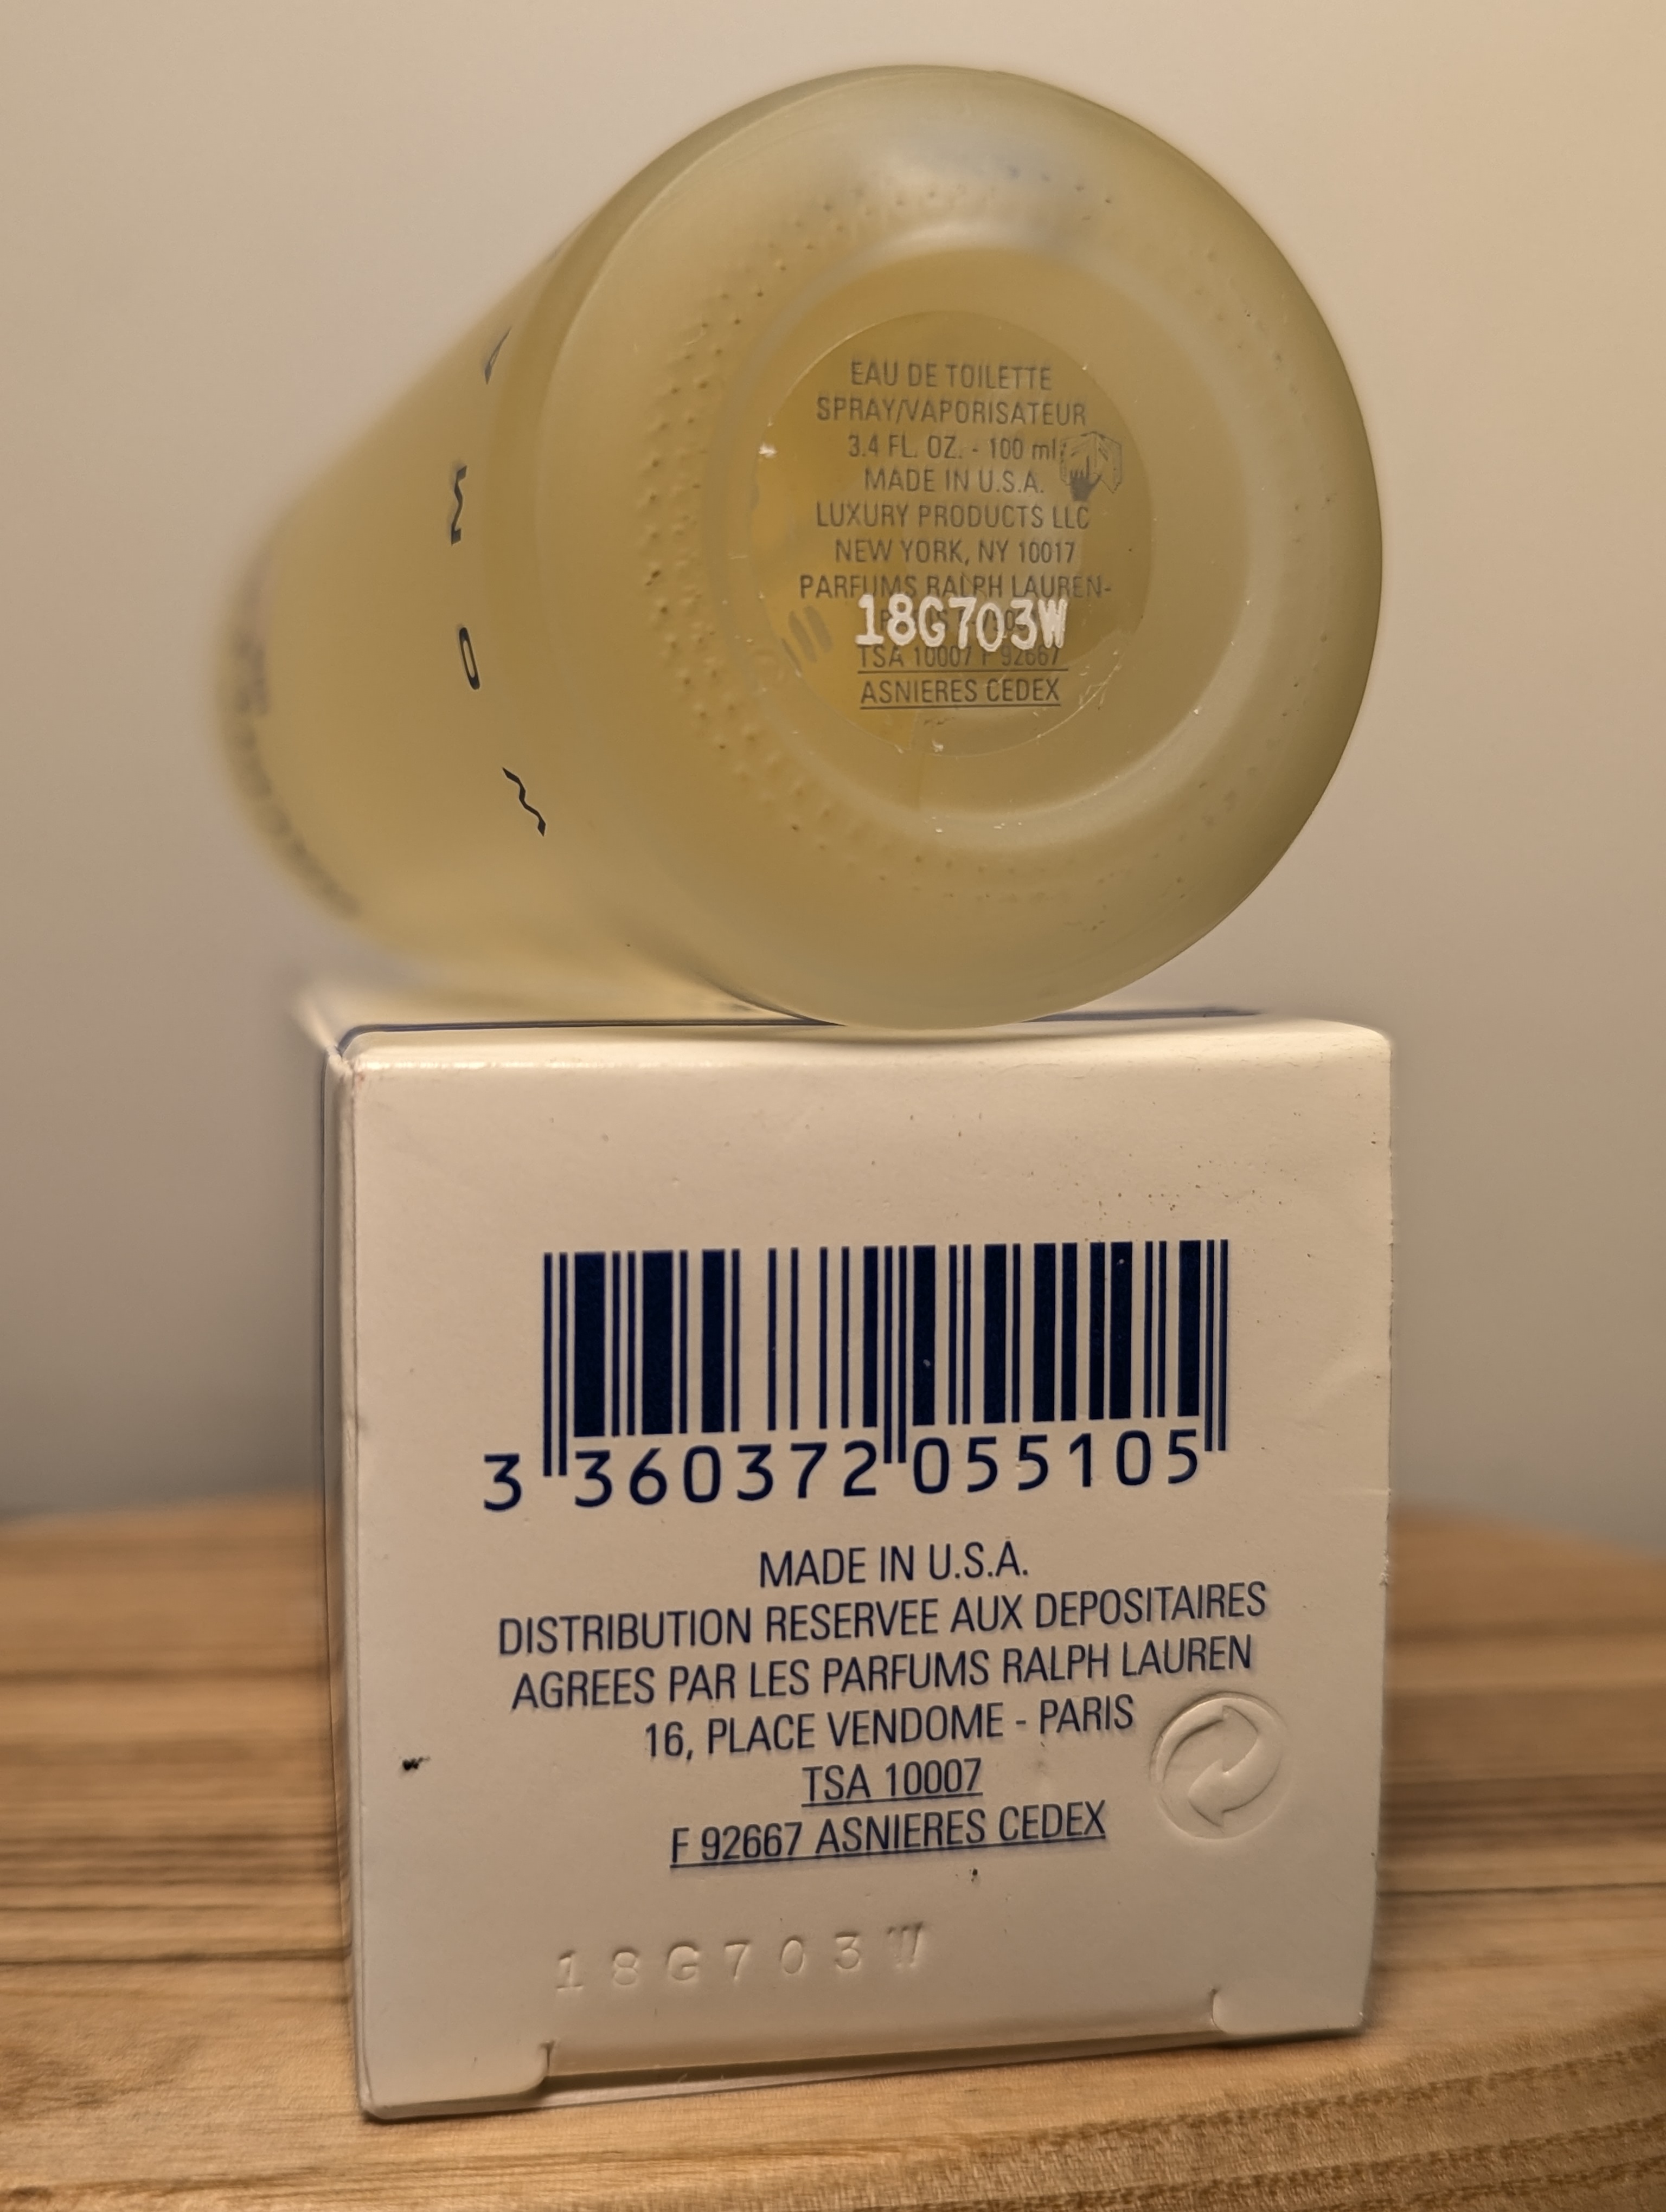 EAU DE TOILETTE
SPRAY/VAPORISATEUR
3.4 FL. OZ. - 100 ml
MADE IN U.S.A.
LUXURY PRODUCTS LLC
NEW YORK, NY 10017
PARFUMS RALPH LAUREN-
18G703W
TSA 10007 F 92667
ASNIERES CEDEX
3 360372 055105
MADE IN U.S.A.
DISTRIBUTION RESERVEE AUX DEPOSITAIRES
AGREES PAR LES PARFUMS RALPH LAUREN
16, PLACE VENDOME - PARIS
TSA 10007
F 92667 ASNIERES CEDEX
18G703W